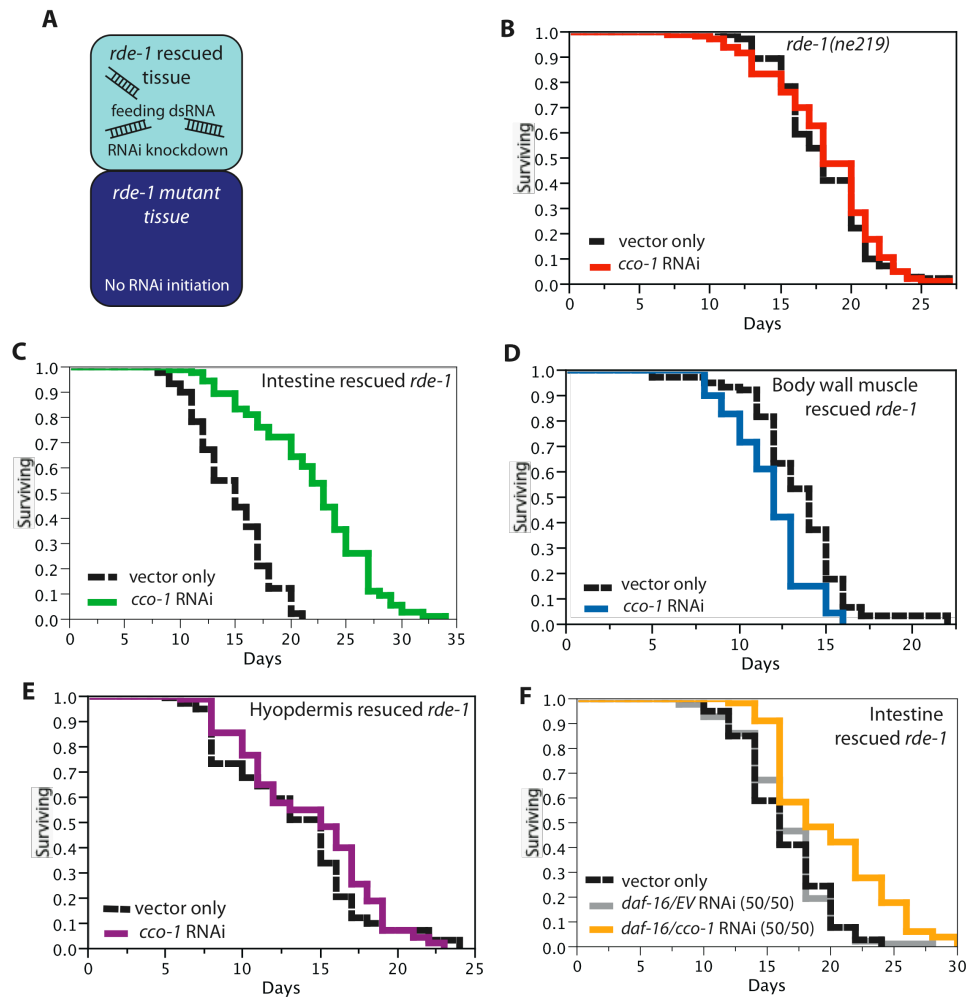 A
rde-1 rescued
tissue
feeding dsRNA
RNAi knockdown
rde-1 mutant
tissue
No RNAi initiation
B
rde-1(ne219)
1.0
0.9
0.8
0.7
0.6
0.5
0.4
0.3
0.2
0.1
0.0
Surviving
vector only
cco-1 RNAi
0 5 10 15 20 25
Days
C
Intestine rescued rde-1
1.0
0.9
0.8
0.7
0.6
0.5
0.4
0.3
0.2
0.1
0.0
Surviving
vector only
cco-1 RNAi
0 5 10 15 20 25 30 35
Days
D
Body wall muscle
rescued rde-1
1.0
0.9
0.8
0.7
0.6
0.5
0.4
0.3
0.2
0.1
0.0
Surviving
vector only
cco-1 RNAi
0 5 10 15 20
Days
E
Hyopdermis resuced rde-1
1.0
0.9
0.8
0.7
0.6
0.5
0.4
0.3
0.2
0.1
0.0
Surviving
vector only
cco-1 RNAi
0 5 10 15 20 25
Days
F
Intestine
rescued rde-1
1.0
0.9
0.8
0.7
0.6
0.5
0.4
0.3
0.2
0.1
0.0
Surviving
vector only
daf-16/EV RNAi (50/50)
daf-16/cco-1 RNAi (50/50)
0 5 10 15 20 25 30
Days